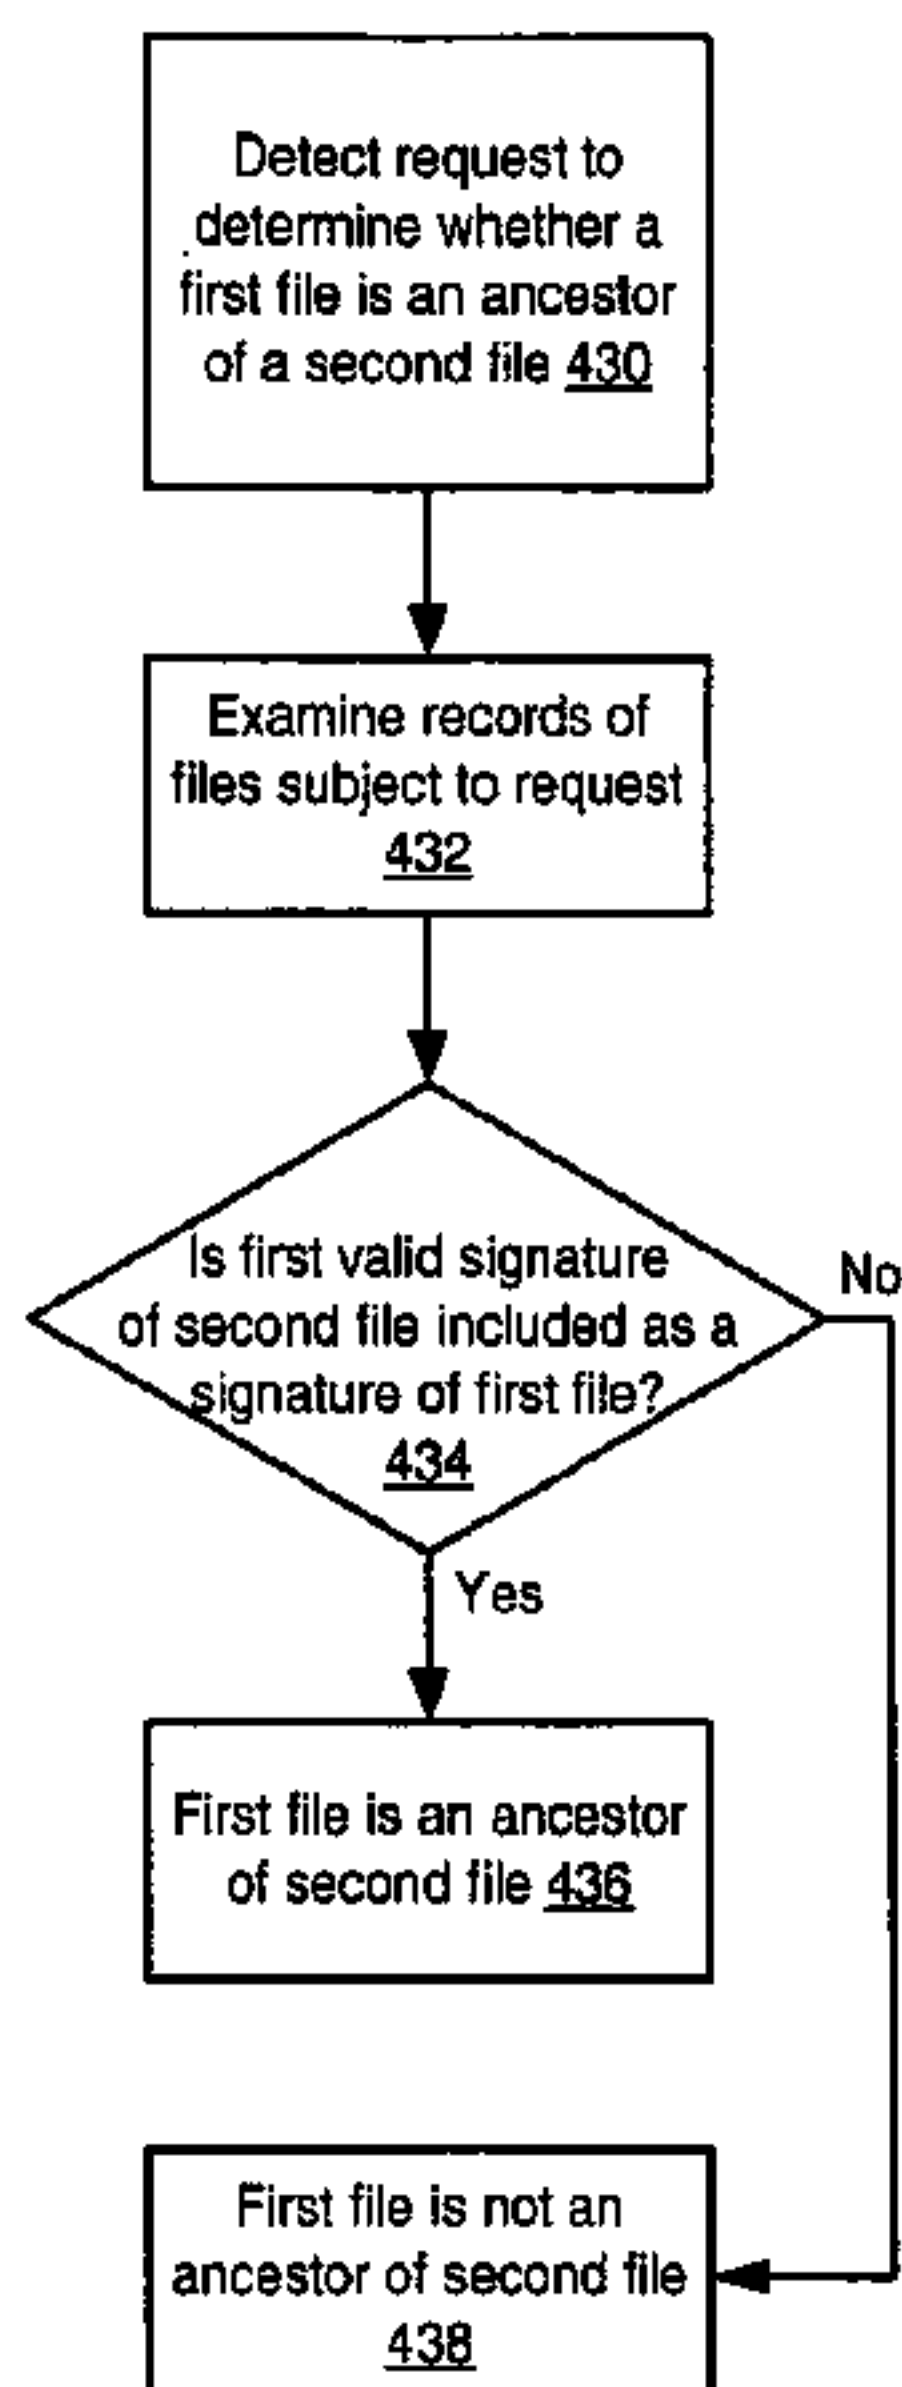 Detect request to
determine whether a
first file is an ancestor
of a second file 430
Examine records of
files subject to request
432
Is first valid signature
of second file included as a
signature of first file?
434
No
Yes
First file is an ancestor
of second file 436
First file is not an
ancestor of second file
438